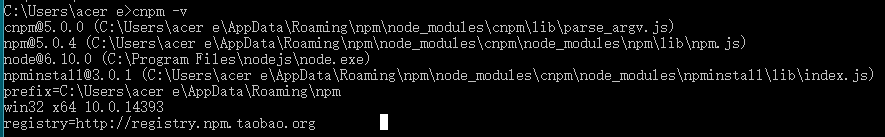 C:\Users\acer e>cnpm -v
cnpm@5.0.0 (C:\Users\acer e\AppData\Roaming\npm\node_modules\cnpm\lib\parse_argv.js)
npm@5.0.4 (C:\Users\acer e\AppData\Roaming\npm\node_modules\cnpm\node_modules\npm\lib\npm.js)
node@6.10.0 (C:\Program Files\nodejs\node.exe)
npminstall@3.0.1 (C:\Users\acer e\AppData\Roaming\npm\node_modules\cnpm\node_modules\npminstall\lib\index.js)
prefix=C:\Users\acer e\AppData\Roaming\npm
win32 x64 10.0.14393
registry=http://registry.npm.taobao.org